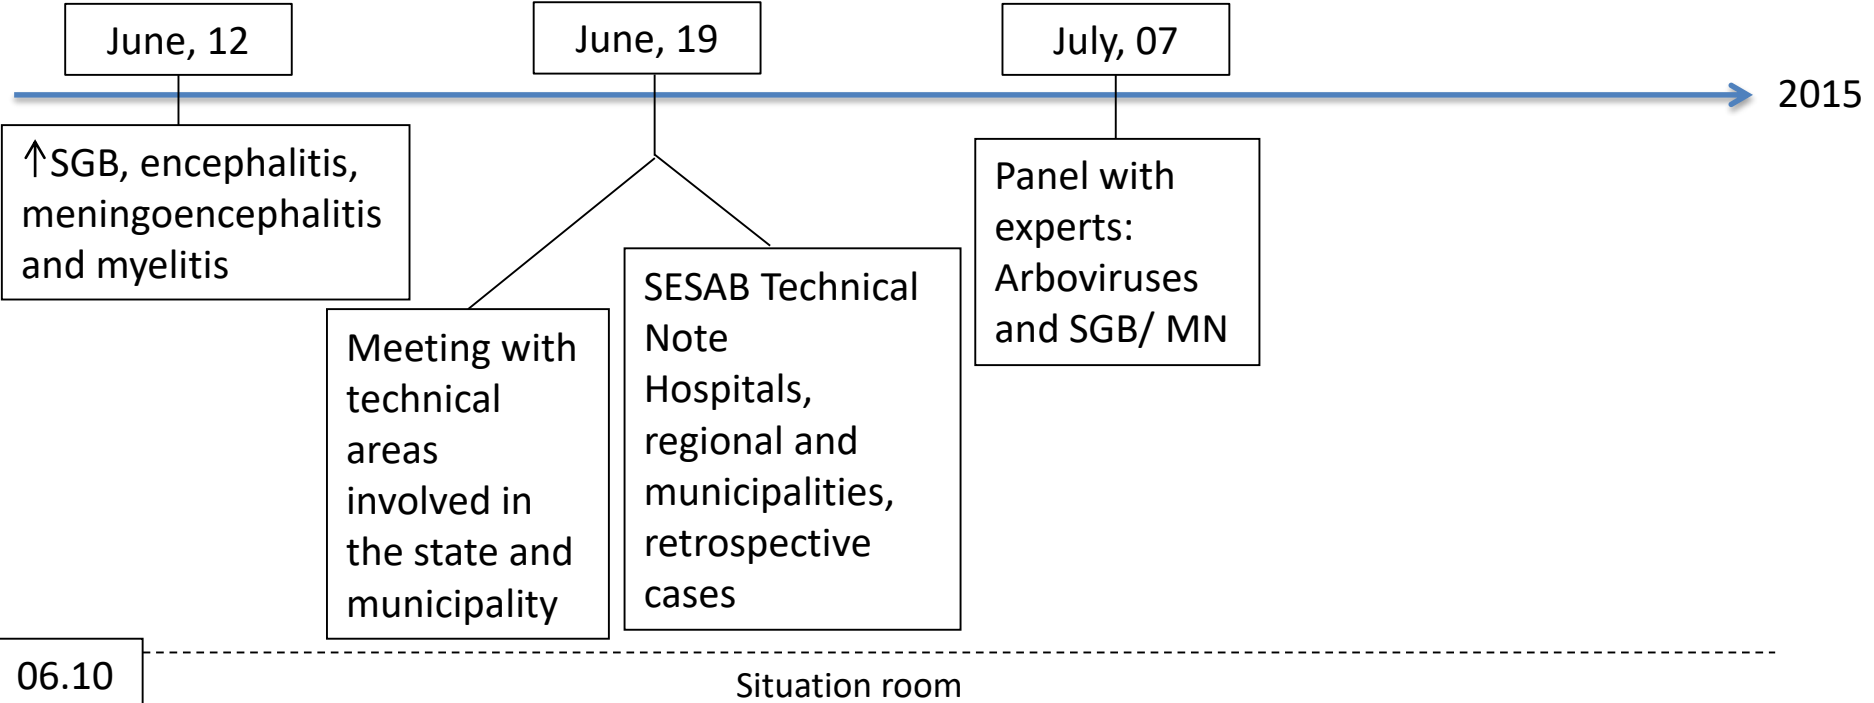 June, 12
June, 19
July, 07
2015
↑SGB, encephalitis,
meningoencephalitis
and myelitis
Meeting with
technical
areas
involved in
the state and
municipality
SESAB Technical
Note
Hospitals,
regional and
municipalities,
retrospective
cases
Panel with
experts:
Arboviruses
and SGB/ MN
06.10
Situation room